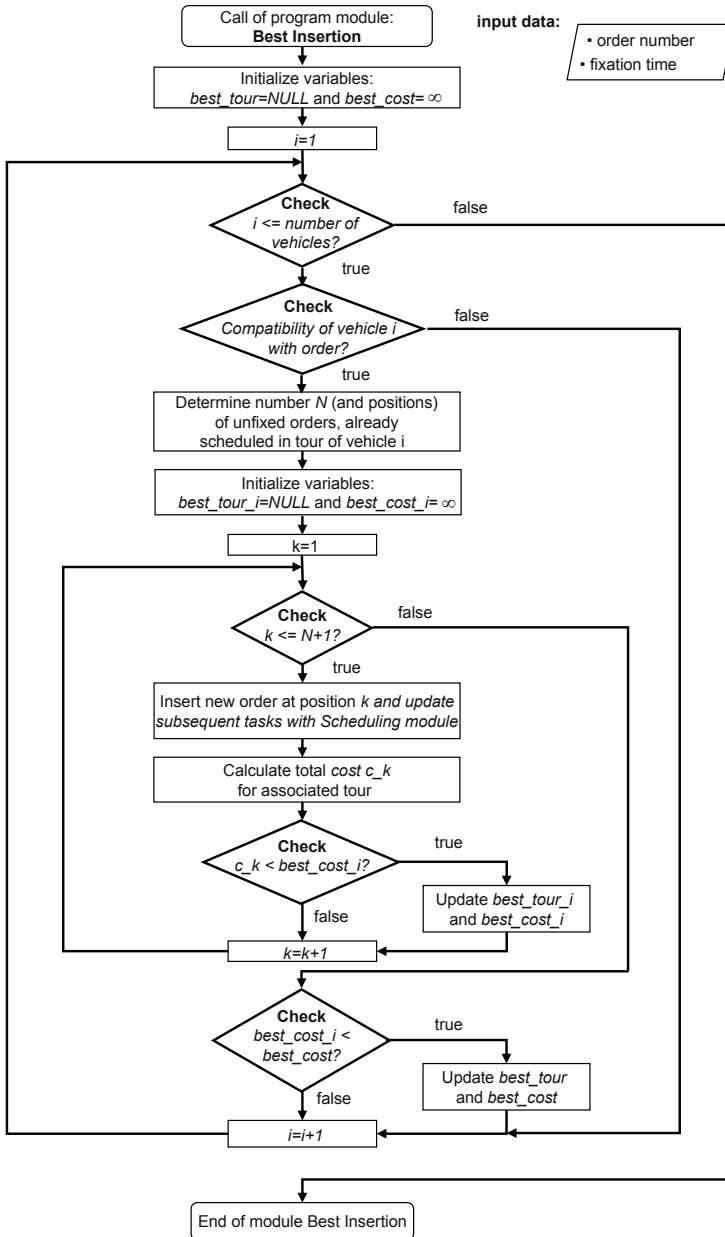 Call of program module:
Best Insertion
input data:
• order number
• fixation time
Initialize variables:
best_tour=NULL and best_cost= ∞
i=1
Check
i <= number of
vehicles?
false
true
Check
Compatibility of vehicle i
with order?
false
true
Determine number N (and positions)
of unfixed orders, already
scheduled in tour of vehicle i
Initialize variables:
best_tour_i=NULL and best_cost_i= ∞
k=1
Check
k <= N+1?
false
true
Insert new order at position k and update
subsequent tasks with Scheduling module
Calculate total cost c_k
for associated tour
Check
c_k < best_cost_i?
true
false
Update best_tour_i
and best_cost_i
k=k+1
Check
best_cost_i <
best_cost?
true
false
Update best_tour
and best_cost
i=i+1
End of module Best Insertion